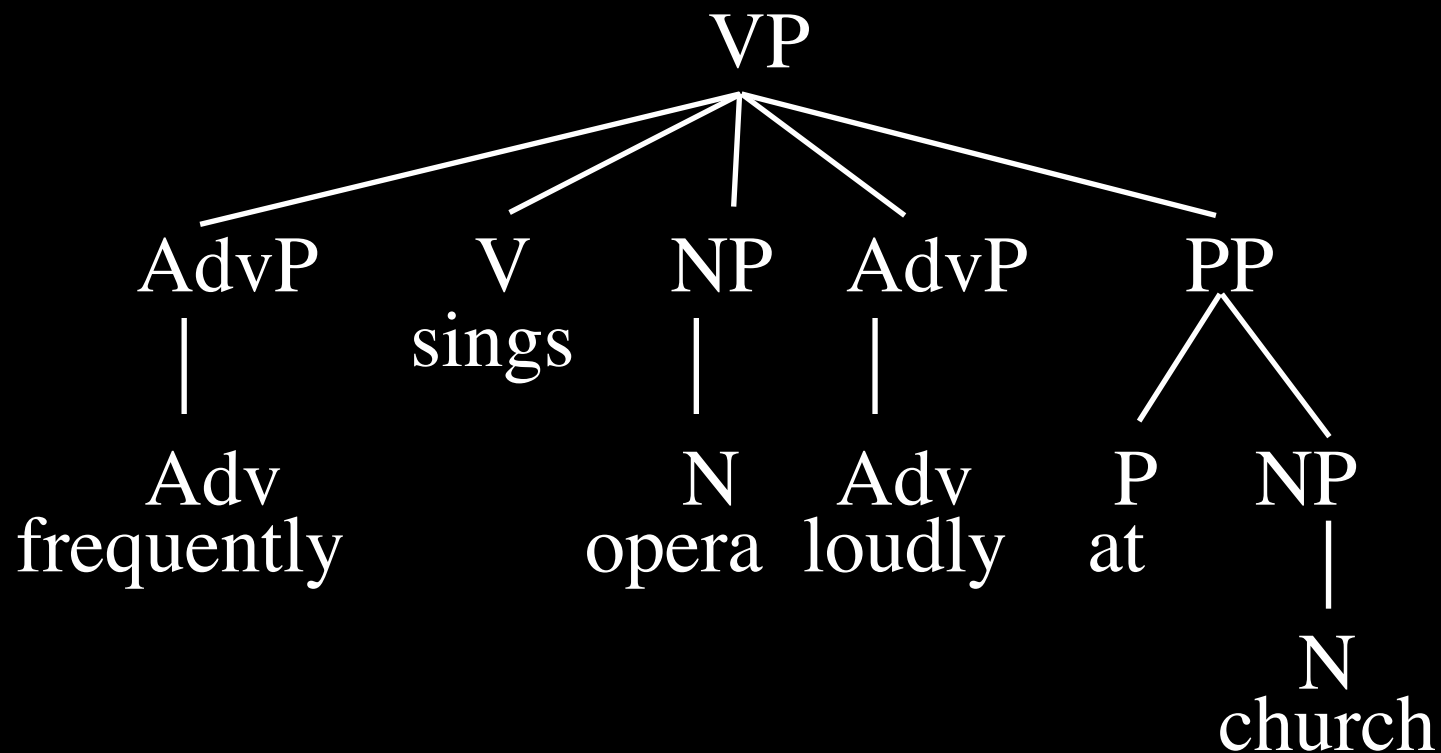 VP
AdvP V NP AdvP PP
sings
Adv N Adv P NP
frequently opera loudly at
N
church